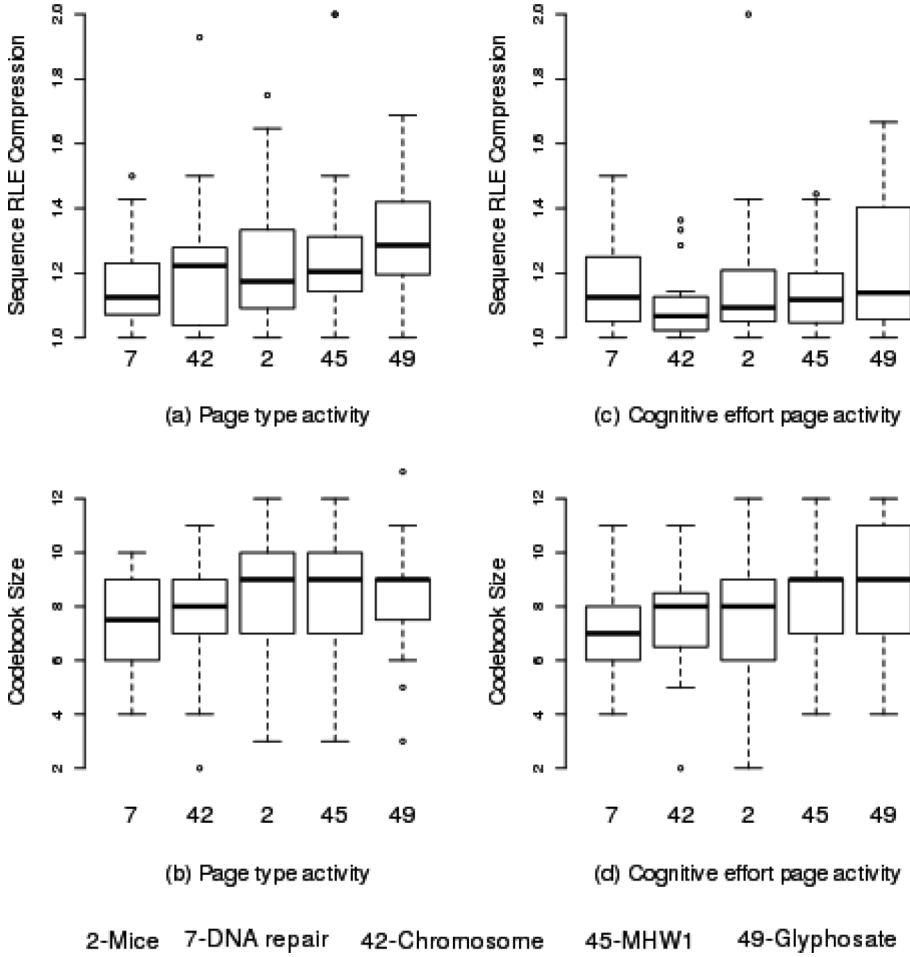 Sequence RLE Compression
2.0
1.8
1.6
1.4
1.2
1.0
7 42 2 45 49
(a) Page type activity
Sequence RLE Compression
2.0
1.8
1.6
1.4
1.2
1.0
7 42 2 45 49
(c) Cognitive effort page activity
Codebook Size
12
10
8
6
4
2
7 42 2 45 49
(b) Page type activity
Codebook Size
12
10
8
6
4
2
7 42 2 45 49
(d) Cognitive effort page activity
2-Mice 7-DNA repair 42-Chromosome 45-MHW1 49-Glyphosate